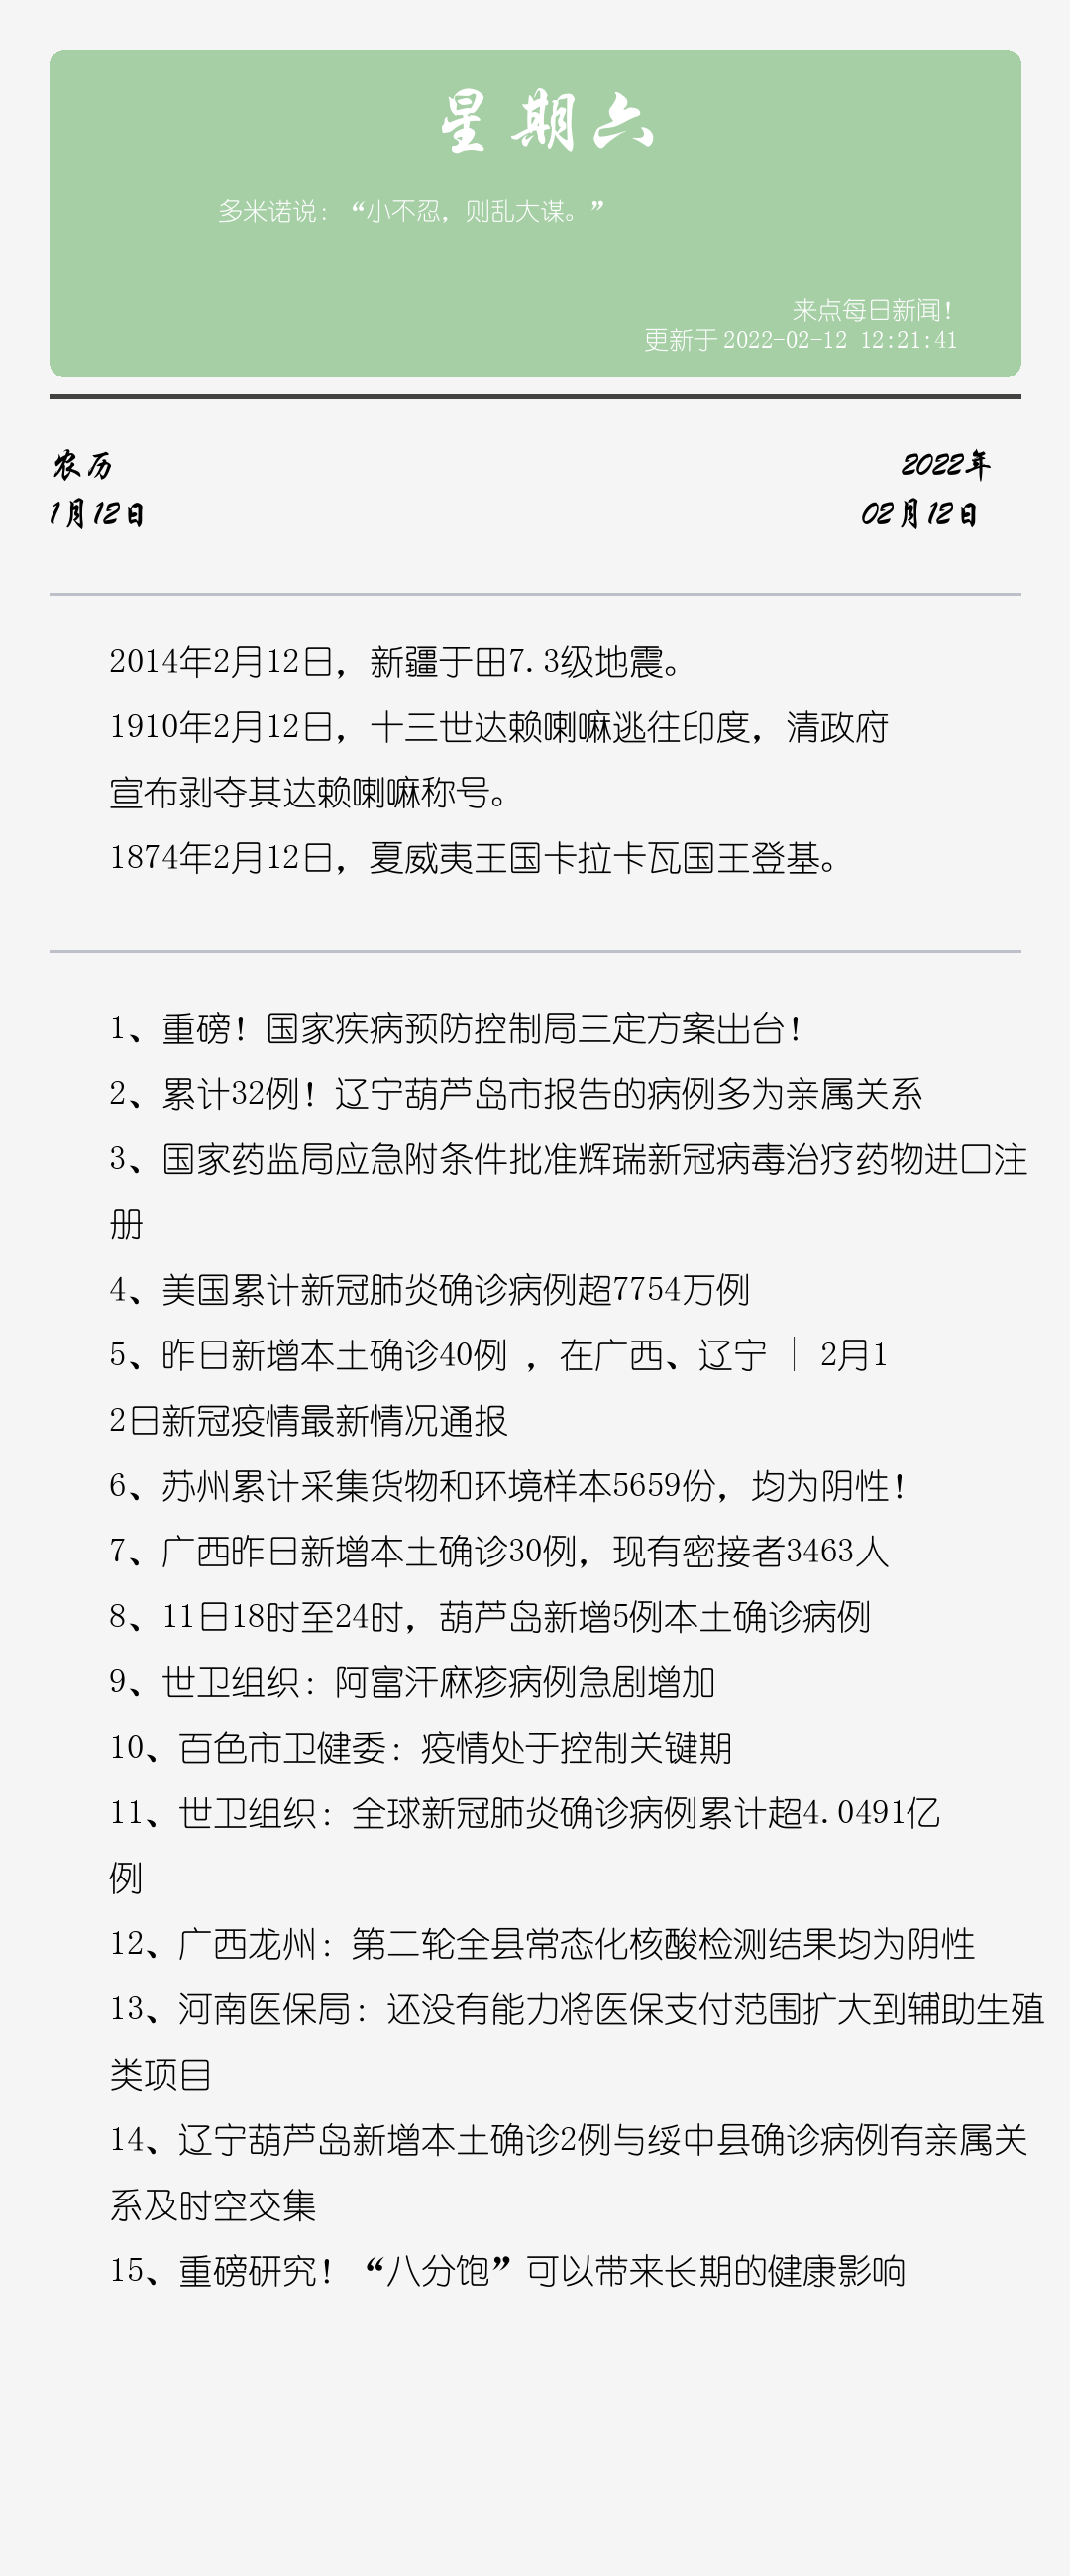 星期六
多米诺说：“小不忍，则乱大谋。”
来点每日新闻！
更新于 2022-02-12 12:21:41
农历
2022年
1月12日
02月12日
2014年2月12日，新疆于田7.3级地震。
1910年2月12日，十三世达赖喇嘛逃往印度，清政府
宣布剥夺其达赖喇嘛称号。
1874年2月12日，夏威夷王国卡拉卡瓦国王登基。
1、重磅！国家疾病预防控制局三定方案出台！
2、累计32例！辽宁葫芦岛市报告的病例多为亲属关系
3、国家药监局应急附条件批准辉瑞新冠病毒治疗药物进口注
册
4、美国累计新冠肺炎确诊病例超7754万例
5、昨日新增本土确诊40例 ，在广西、辽宁 | 2月1
2日新冠疫情最新情况通报
6、苏州累计采集货物和环境样本5659份，均为阴性！
7、广西昨日新增本土确诊30例，现有密接者3463人
8、11日18时至24时，葫芦岛新增5例本土确诊病例
9、世卫组织：阿富汗麻疹病例急剧增加
10、百色市卫健委：疫情处于控制关键期
11、世卫组织：全球新冠肺炎确诊病例累计超4.0491亿
例
12、广西龙州：第二轮全县常态化核酸检测结果均为阴性
13、河南医保局：还没有能力将医保支付范围扩大到辅助生殖
类项目
14、辽宁葫芦岛新增本土确诊2例与绥中县确诊病例有亲属关
系及时空交集
15、重磅研究！“八分饱”可以带来长期的健康影响